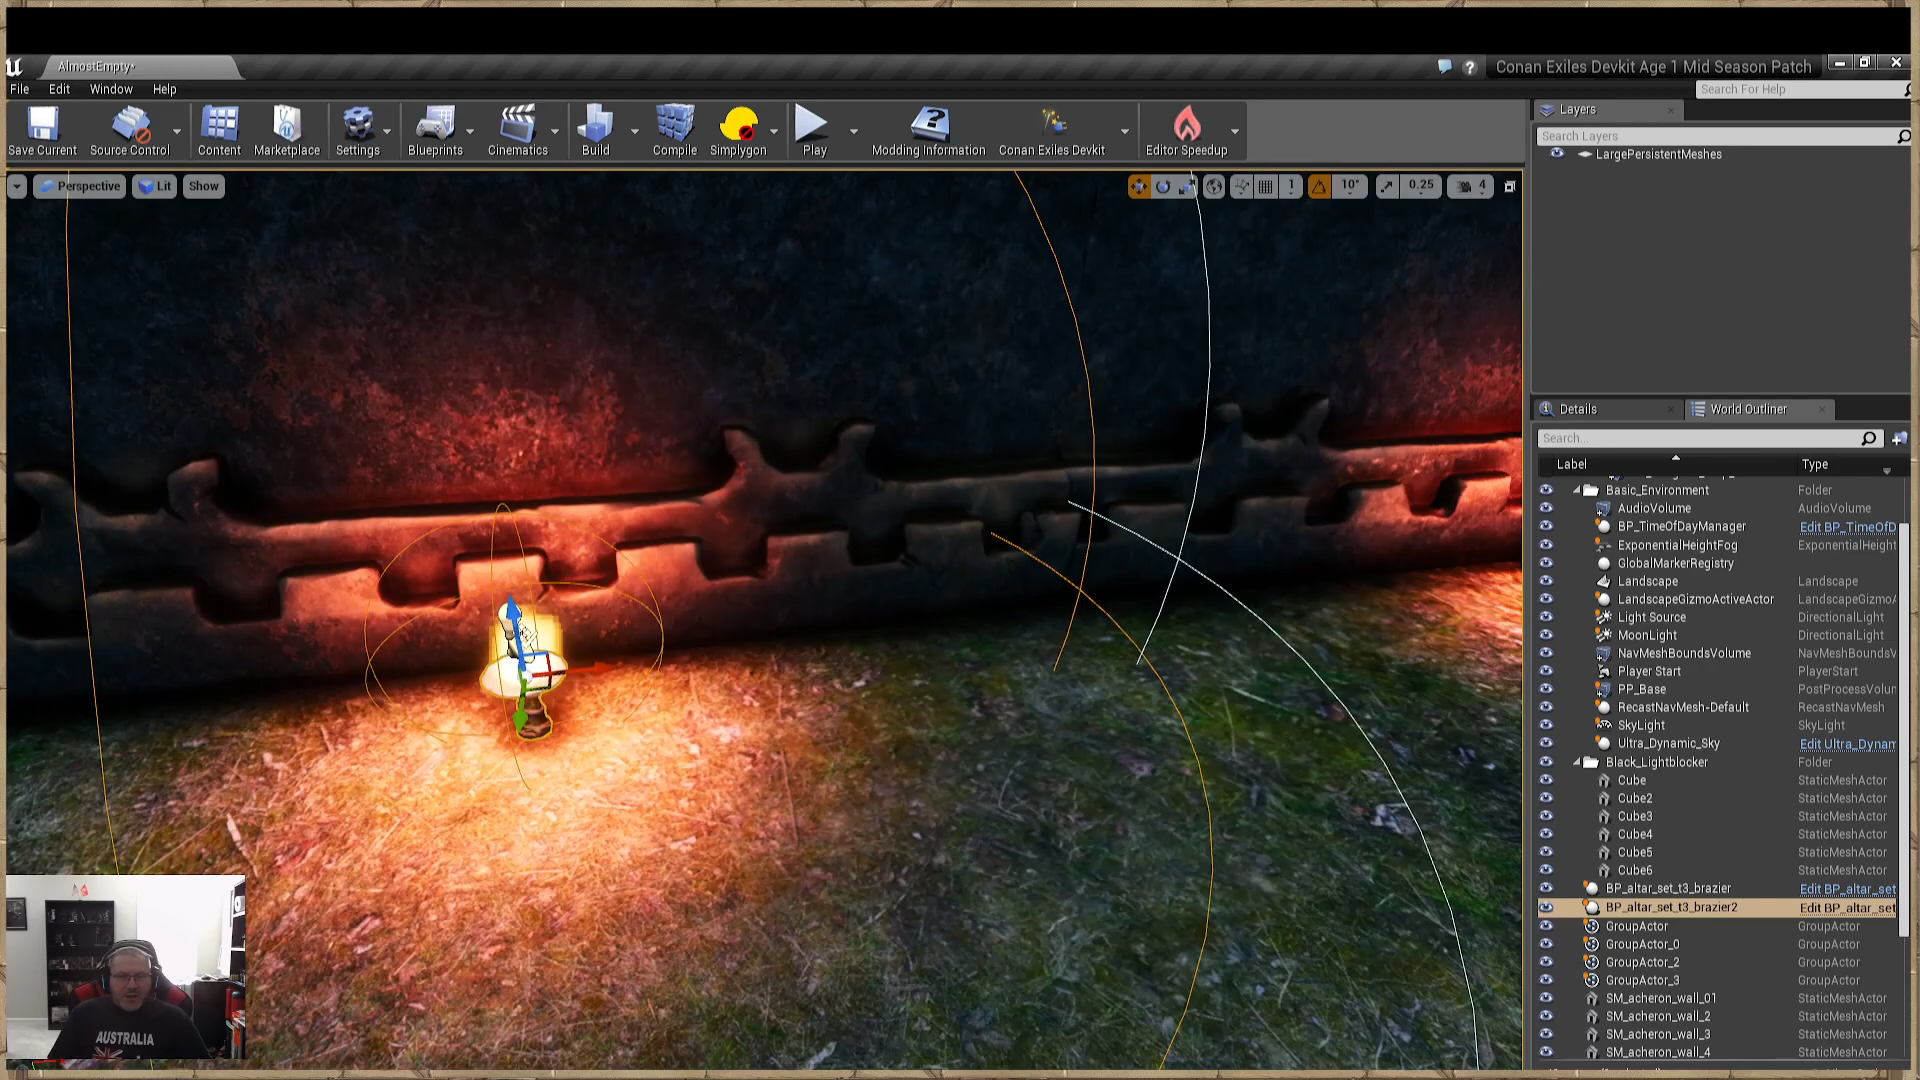 AlmostEmpty*
Conan Exiles Devkit Age 1 Mid Season Patch
File Edit Window Help
Search For Help
Save Current
Source Control
Content
Marketplace
Settings
Blueprints
Cinematics
Build
Compile
Simplygon
Play
Modding Information
Conan Exiles Devkit
Editor Speedup
Layers
Search Layers
LargePersistentMeshes
Perspective
Lit
Show
1
10°
0.25
4
Details
World Outliner
Search...
Label Type
Basic_Environment Folder
AudioVolume AudioVolume
BP_TimeOfDayManager Edit BP_TimeOfD
ExponentialHeightFog ExponentialHeight
GlobalMarkerRegistry
Landscape Landscape
LandscapeGizmoActiveActor LandscapeGizmoA
Light Source DirectionalLight
MoonLight DirectionalLight
NavMeshBoundsVolume NavMeshBoundsV
Player Start PlayerStart
PP_Base PostProcessVolun
RecastNavMesh-Default RecastNavMesh
SkyLight SkyLight
Ultra_Dynamic_Sky Edit Ultra_Dynam
Black_Lightblocker Folder
Cube StaticMeshActor
Cube2 StaticMeshActor
Cube3 StaticMeshActor
Cube4 StaticMeshActor
Cube5 StaticMeshActor
Cube6 StaticMeshActor
BP_altar_set_t3_brazier Edit BP_altar_set
BP_altar_set_t3_brazier2 Edit BP_altar_set
GroupActor GroupActor
GroupActor_0 GroupActor
GroupActor_2 GroupActor
GroupActor_3 GroupActor
SM_acheron_wall_01 StaticMeshActor
SM_acheron_wall_2 StaticMeshActor
SM_acheron_wall_3 StaticMeshActor
SM_acheron_wall_4 StaticMeshActor
AUSTRALIA